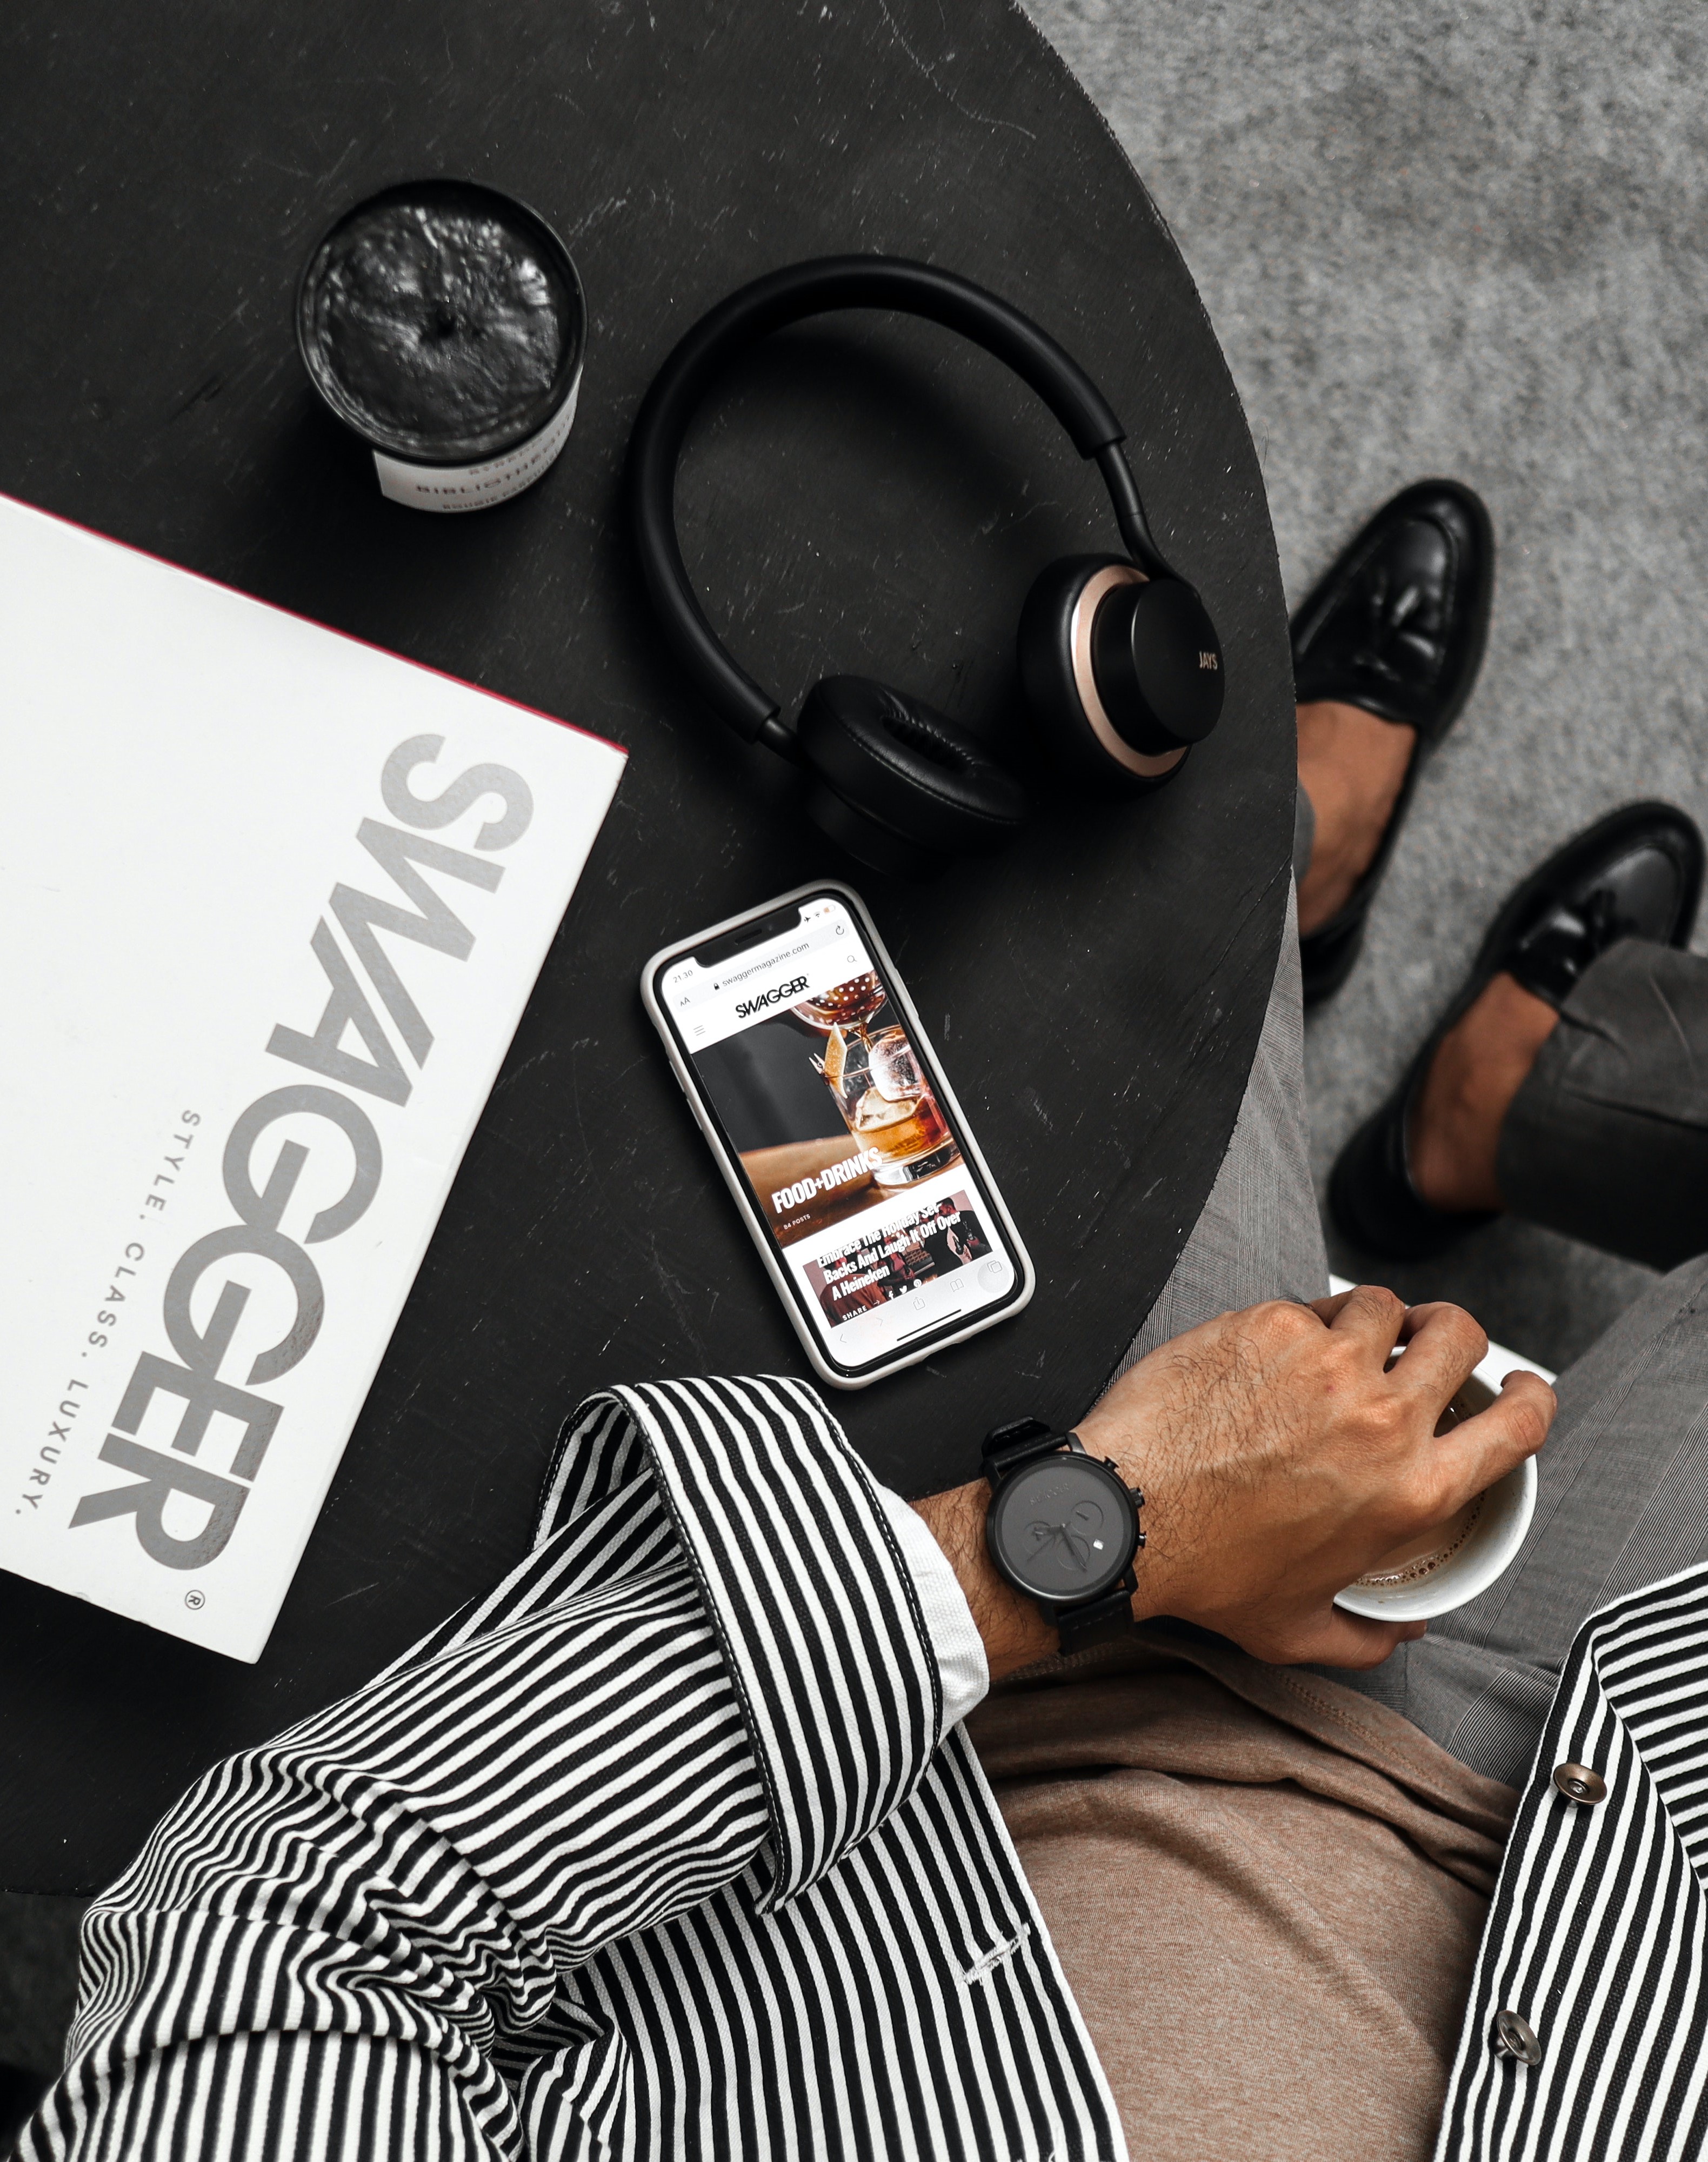 BIBLIOTHEQUE
JAYS
SWAGGER
STYLE. CLASS. LUXURY.
®
21:30
AA swaggermagazine.com
SWAGGER
FOOD+DRINKS
94 POSTS
Embrace The Holiday Set-
Backs And Laugh It Off Over
A Heineken
SHARE